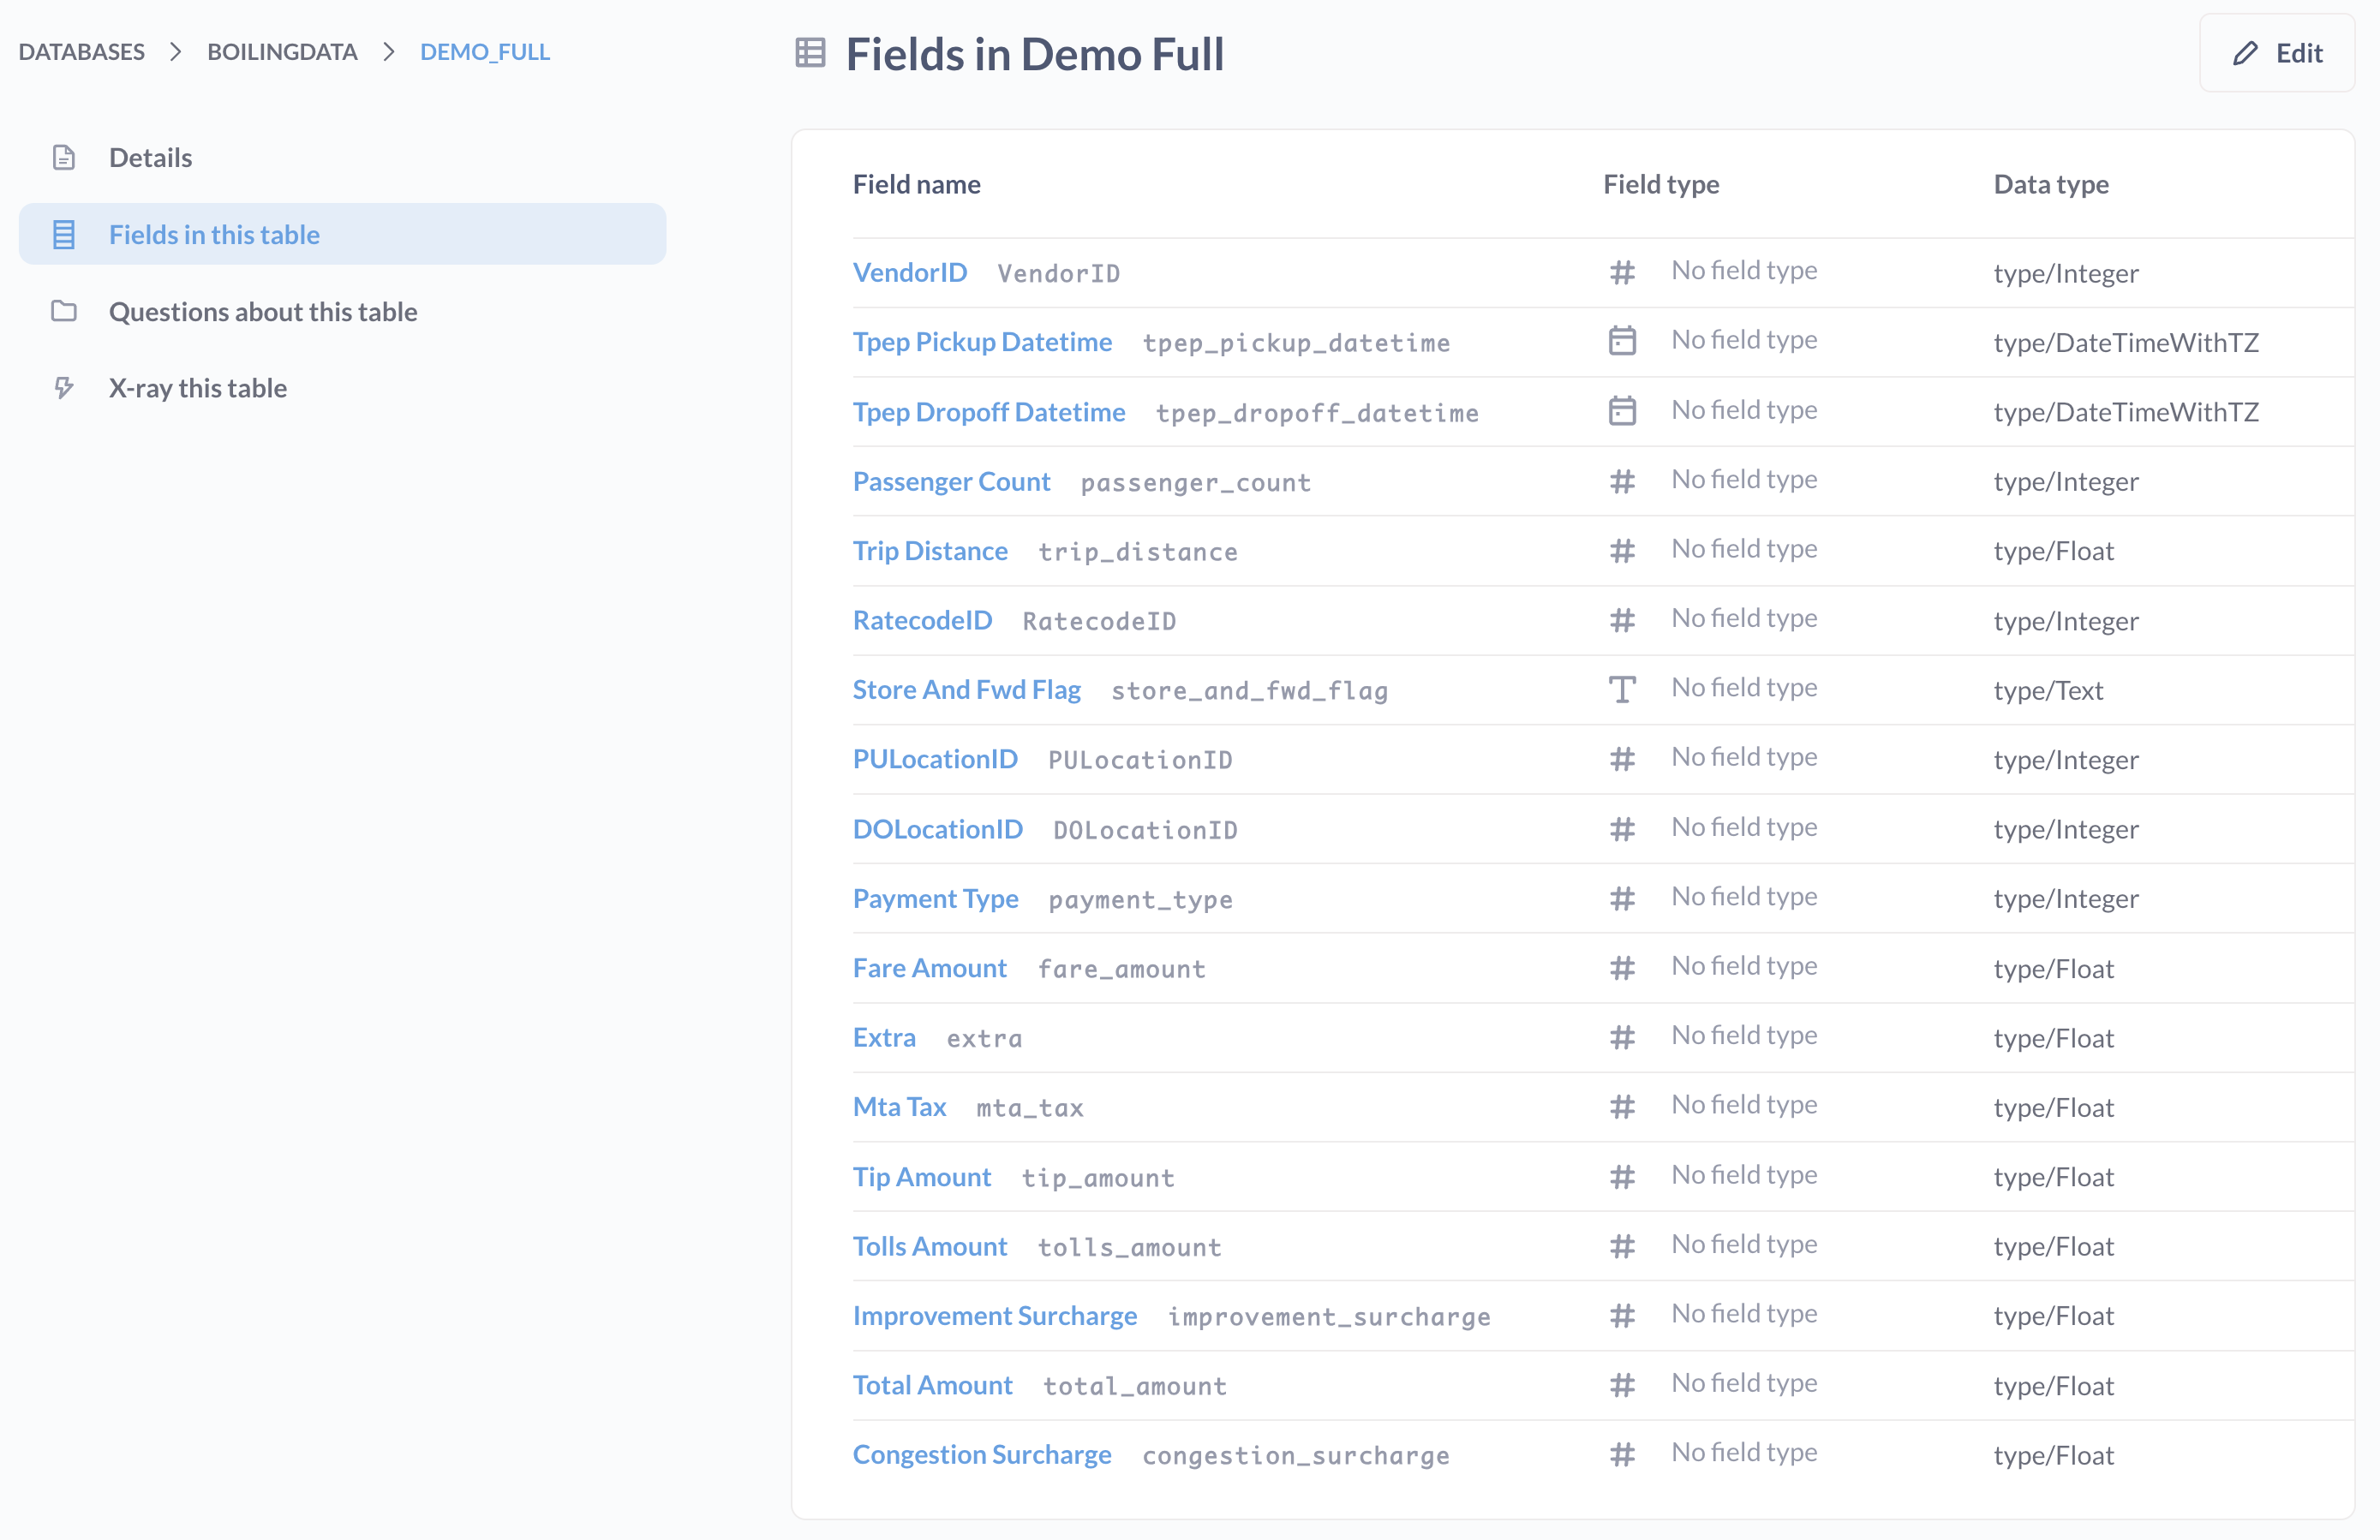 DATABASES > BOILINGDATA > DEMO_FULL
Details
Fields in this table
Questions about this table
X-ray this table
Fields in Demo Full
Edit
Field name Field type Data type
VendorID VendorID No field type type/Integer
Tpep Pickup Datetime tpep_pickup_datetime No field type type/DateTimeWithTZ
Tpep Dropoff Datetime tpep_dropoff_datetime No field type type/DateTimeWithTZ
Passenger Count passenger_count No field type type/Integer
Trip Distance trip_distance No field type type/Float
RatecodeID RatecodeID No field type type/Integer
Store And Fwd Flag store_and_fwd_flag No field type type/Text
PULocationID PULocationID No field type type/Integer
DOLocationID DOLocationID No field type type/Integer
Payment Type payment_type No field type type/Integer
Fare Amount fare_amount No field type type/Float
Extra extra No field type type/Float
Mta Tax mta_tax No field type type/Float
Tip Amount tip_amount No field type type/Float
Tolls Amount tolls_amount No field type type/Float
Improvement Surcharge improvement_surcharge No field type type/Float
Total Amount total_amount No field type type/Float
Congestion Surcharge congestion_surcharge No field type type/Float